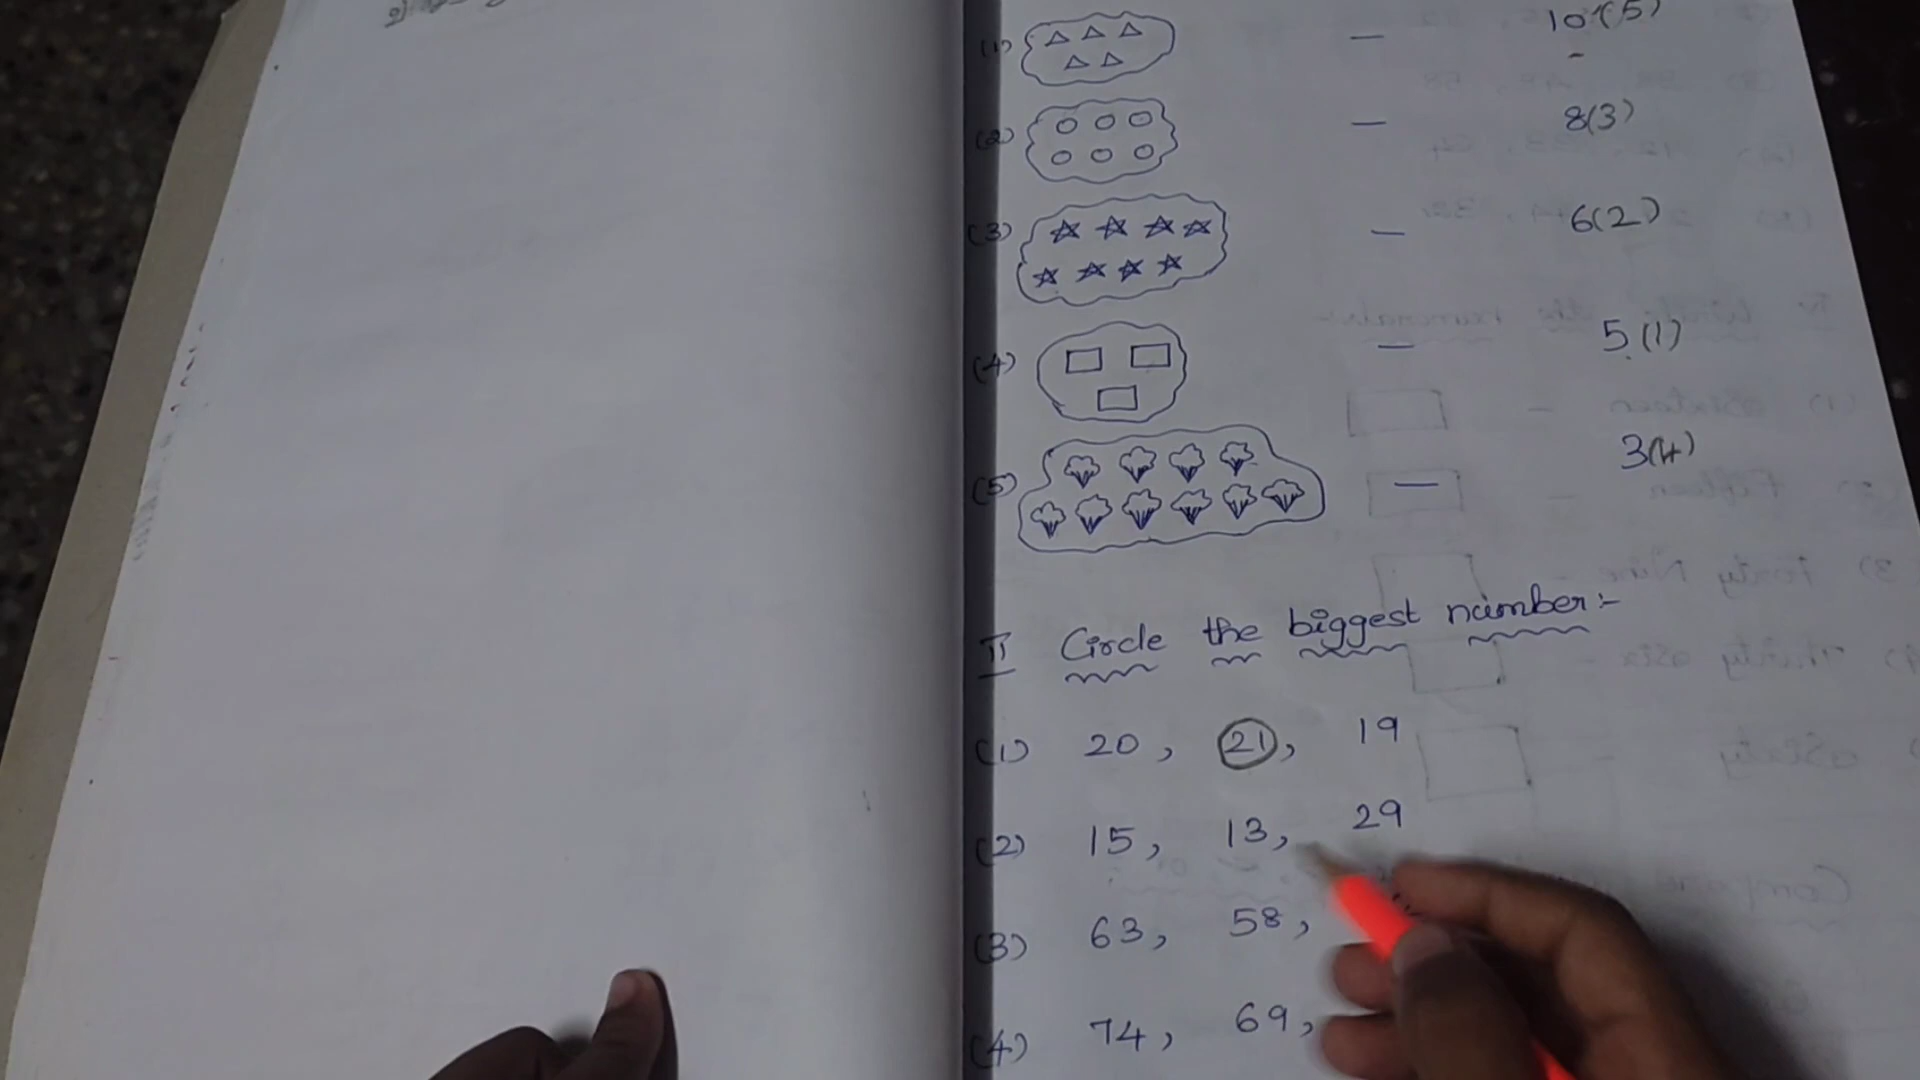 (1) — 10 (5)
(2) — 8(3)
(3) — 6(2)
(4) — 5(1)
(5) — 3(4)
II Circle the biggest number:-
(1) 20, 21, 19
(2) 15, 13, 29
(3) 63, 58,
(4) 74, 69,